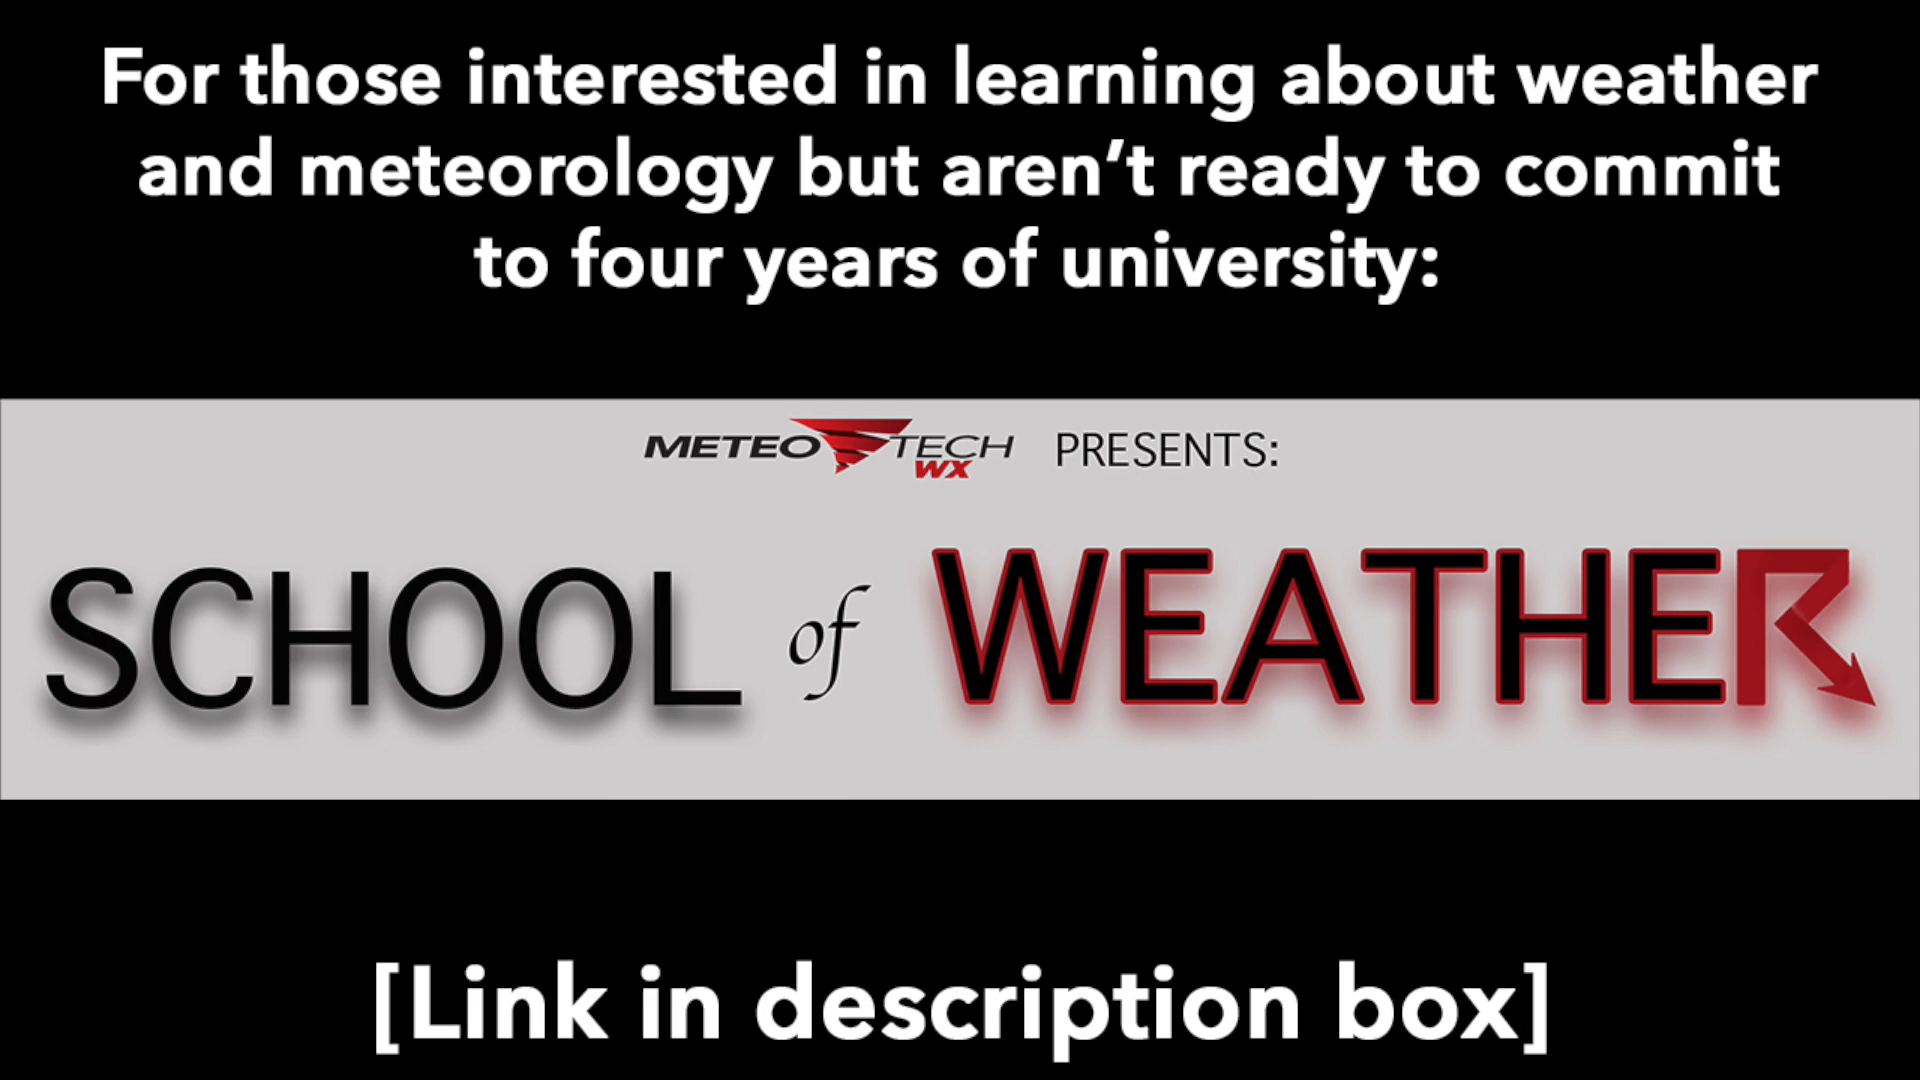 For those interested in learning about weather
and meteorology but aren’t ready to commit
to four years of university:
METEO TECH WX PRESENTS:
SCHOOL of WEATHER
[Link in description box]